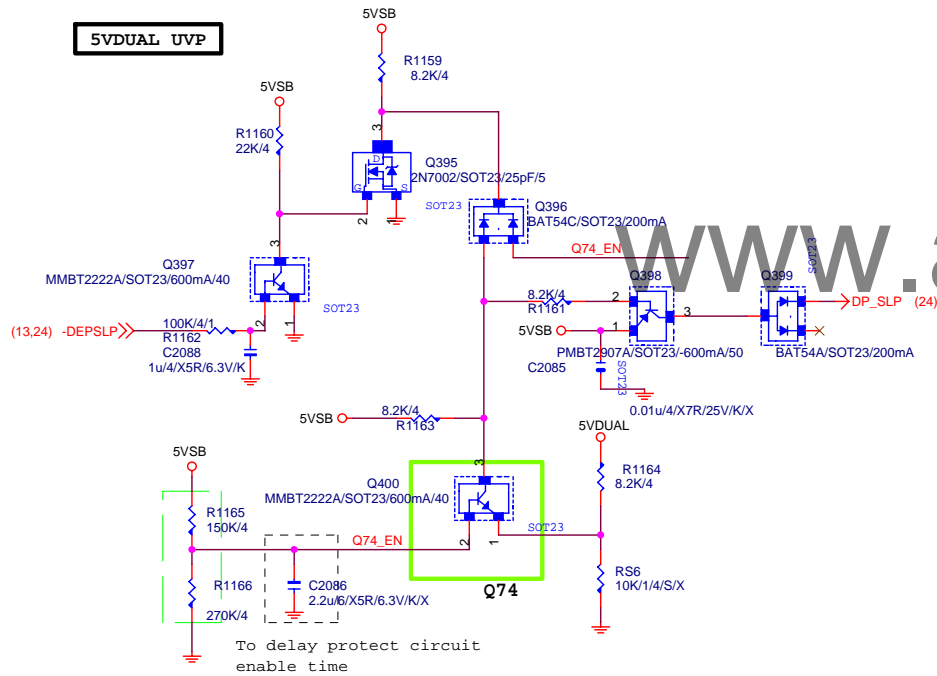 5VDUAL UVP
5VSB
R1159
8.2K/4
5VSB
R1160
22K/4
3
D
G
S
2
1
Q395
2N7002/SOT23/25pF/5
SOT23
Q396
BAT54C/SOT23/200mA
Q74_EN
www.a
3
Q397
MMBT2222A/SOT23/600mA/40
SOT23
2
1
(13,24) -DEPSLP
100K/4/1
R1162
C2088
1u/4/X5R/6.3V/K
8.2K/4
R1161
Q398
2
1
3
5VSB
PMBT2907A/SOT23/-600mA/50
SOT23
C2085
0.01u/4/X7R/25V/K/X
Q399
SOT23
DP_SLP (24)
BAT54A/SOT23/200mA
5VSB
8.2K/4
R1163
5VDUAL
R1164
8.2K/4
3
Q400
MMBT2222A/SOT23/600mA/40
SOT23
2
1
Q74
5VSB
R1165
150K/4
R1166
270K/4
Q74_EN
C2086
2.2u/6/X5R/6.3V/K/X
RS6
10K/1/4/S/X
To delay protect circuit
enable time